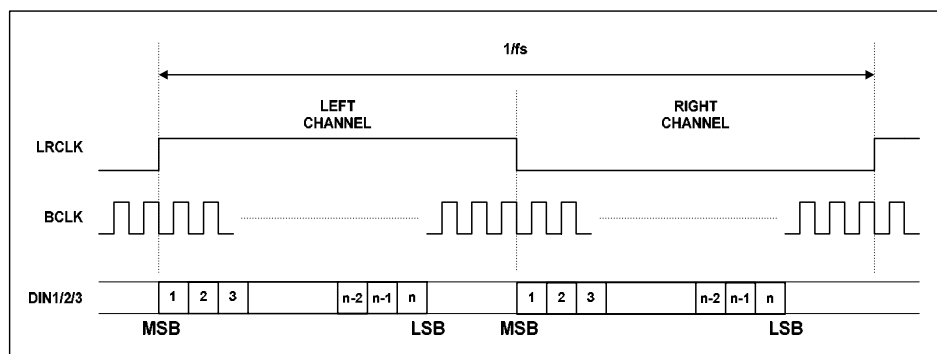 1/fs
LEFT
CHANNEL
RIGHT
CHANNEL
LRCLK
BCLK
DIN1/2/3
1 2 3 n-2 n-1 n 1 2 3 n-2 n-1 n
MSB LSB MSB LSB